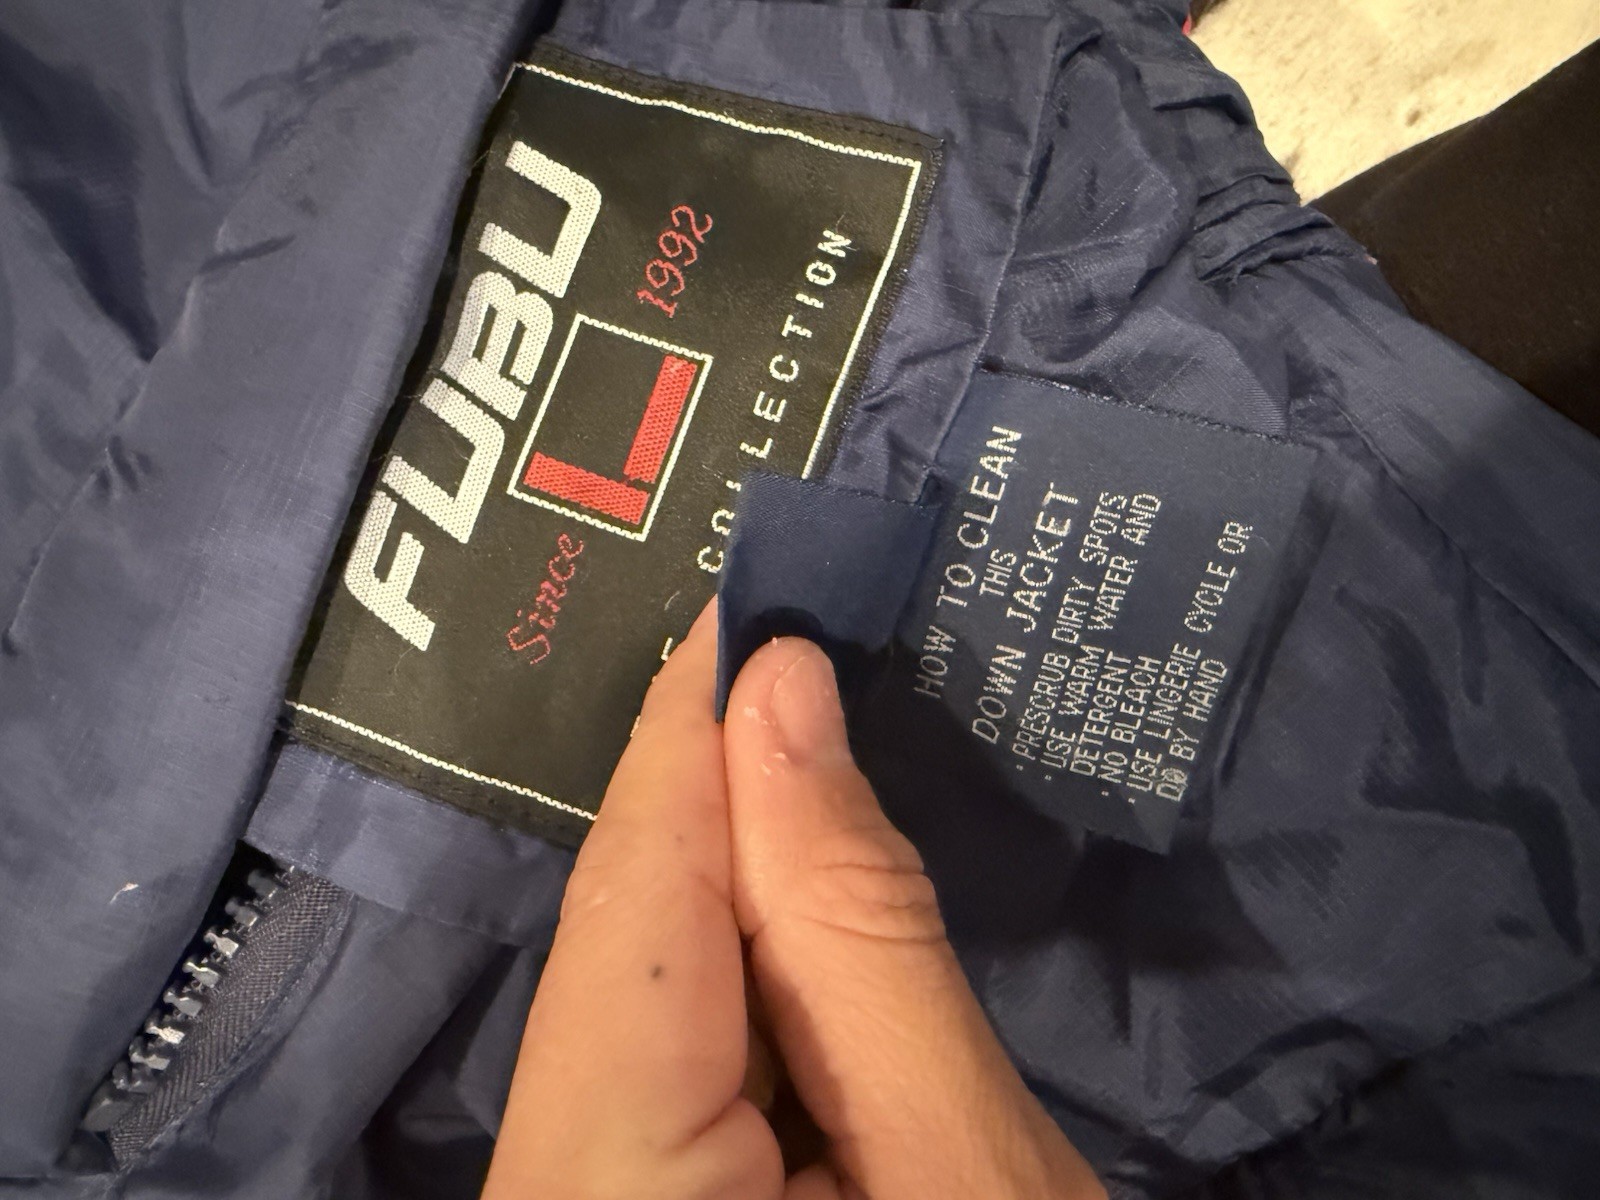 FUBU
Since L 1992
COLLECTION
HOW TO CLEAN
THIS
DOWN JACKET
· PRESCRUB DIRTY SPOTS
· USE WARM WATER AND
DETERGENT
· NO BLEACH
· USE LINGERIE CYCLE OR
DO BY HAND